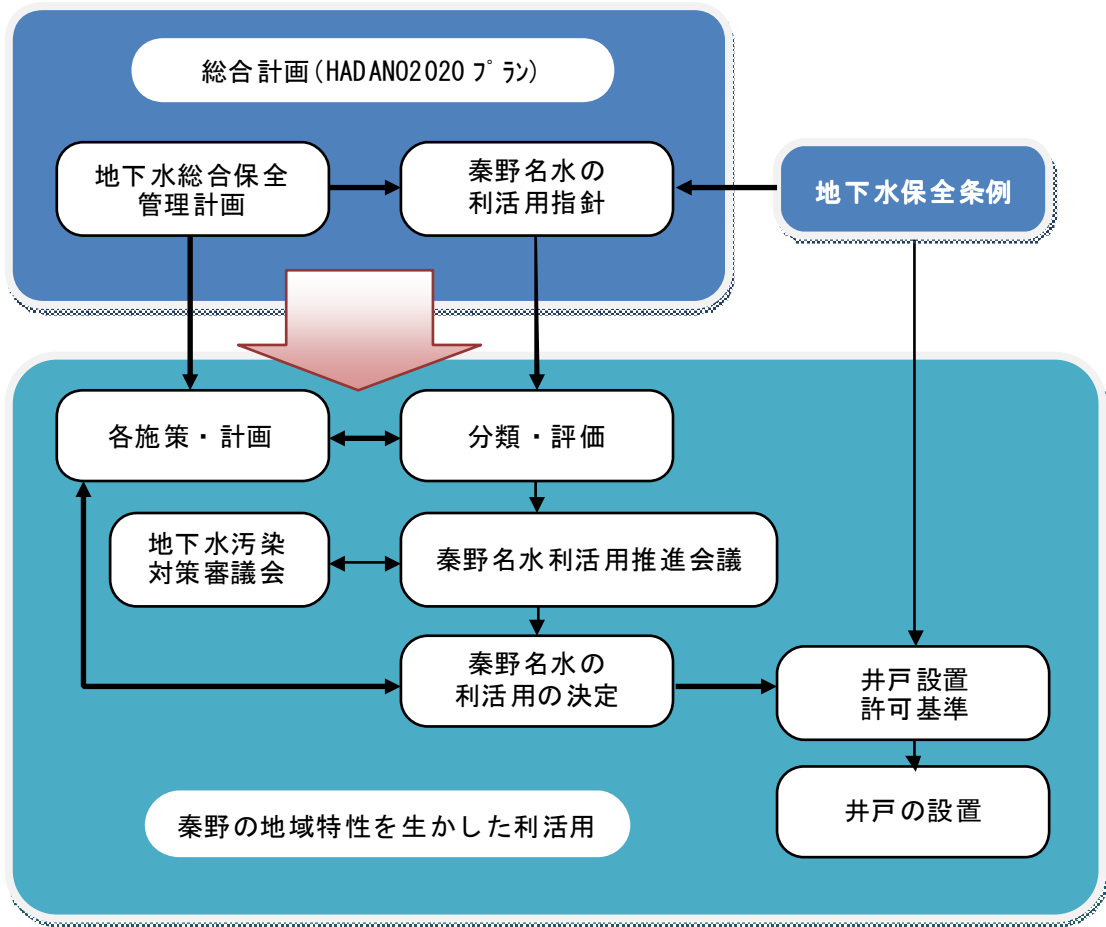 総合計画(HADANO2020プラン)
地下水総合保全
管理計画
秦野名水の
利活用指針
地下水保全条例
各施策・計画
分類・評価
地下水汚染
対策審議会
秦野名水利活用推進会議
秦野名水の
利活用の決定
井戸設置
許可基準
井戸の設置
秦野の地域特性を生かした利活用